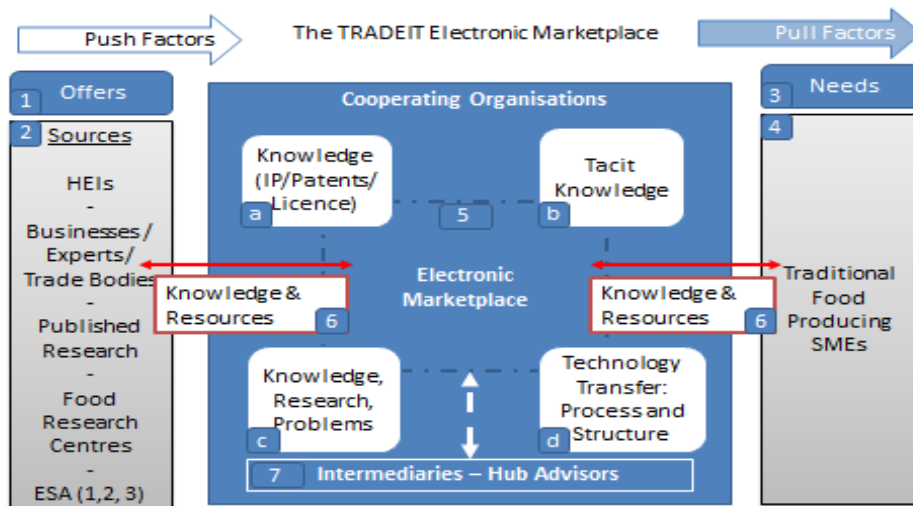 Push Factors
The TRADEIT Electronic Marketplace
Pull Factors
1
Offers
2
Sources
HEIs
-
Businesses/
Experts/
Trade Bodies
-
Published
Research
-
Food
Research
Centres
-
ESA (1,2, 3)
Cooperating Organisations
Knowledge
(IP/Patents/
Licence)
a
Tacit
Knowledge
b
5
Electronic
Marketplace
Knowledge &
Resources
6
Knowledge &
Resources
6
Knowledge,
Research,
Problems
c
Technology
Transfer:
Process and
Structure
d
7
Intermediaries – Hub Advisors
3
Needs
4
Traditional
Food
Producing
SMEs